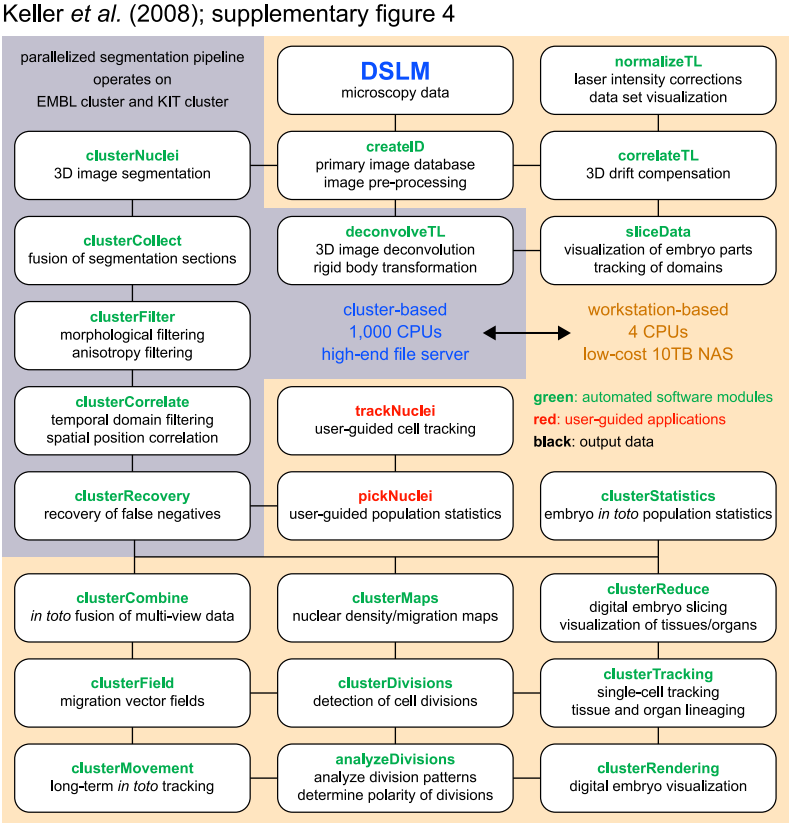 Keller et al. (2008); supplementary figure 4
parallelized segmentation pipeline
operates on
EMBL cluster and KIT cluster
DSLM
microscopy data
normalizeTL
laser intensity corrections
data set visualization
clusterNuclei
3D image segmentation
createID
primary image database
image pre-processing
correlateTL
3D drift compensation
clusterCollect
fusion of segmentation sections
deconvolveTL
3D image deconvolution
rigid body transformation
sliceData
visualization of embryo parts
tracking of domains
clusterFilter
morphological filtering
anisotropy filtering
cluster-based
1,000 CPUs
high-end file server
workstation-based
4 CPUs
low-cost 10TB NAS
clusterCorrelate
temporal domain filtering
spatial position correlation
trackNuclei
user-guided cell tracking
green: automated software modules
red: user-guided applications
black: output data
clusterRecovery
recovery of false negatives
pickNuclei
user-guided population statistics
clusterStatistics
embryo in toto population statistics
clusterCombine
in toto fusion of multi-view data
clusterMaps
nuclear density/migration maps
clusterReduce
digital embryo slicing
visualization of tissues/organs
clusterField
migration vector fields
clusterDivisions
detection of cell divisions
clusterTracking
single-cell tracking
tissue and organ lineaging
clusterMovement
long-term in toto tracking
analyzeDivisions
analyze division patterns
determine polarity of divisions
clusterRendering
digital embryo visualization